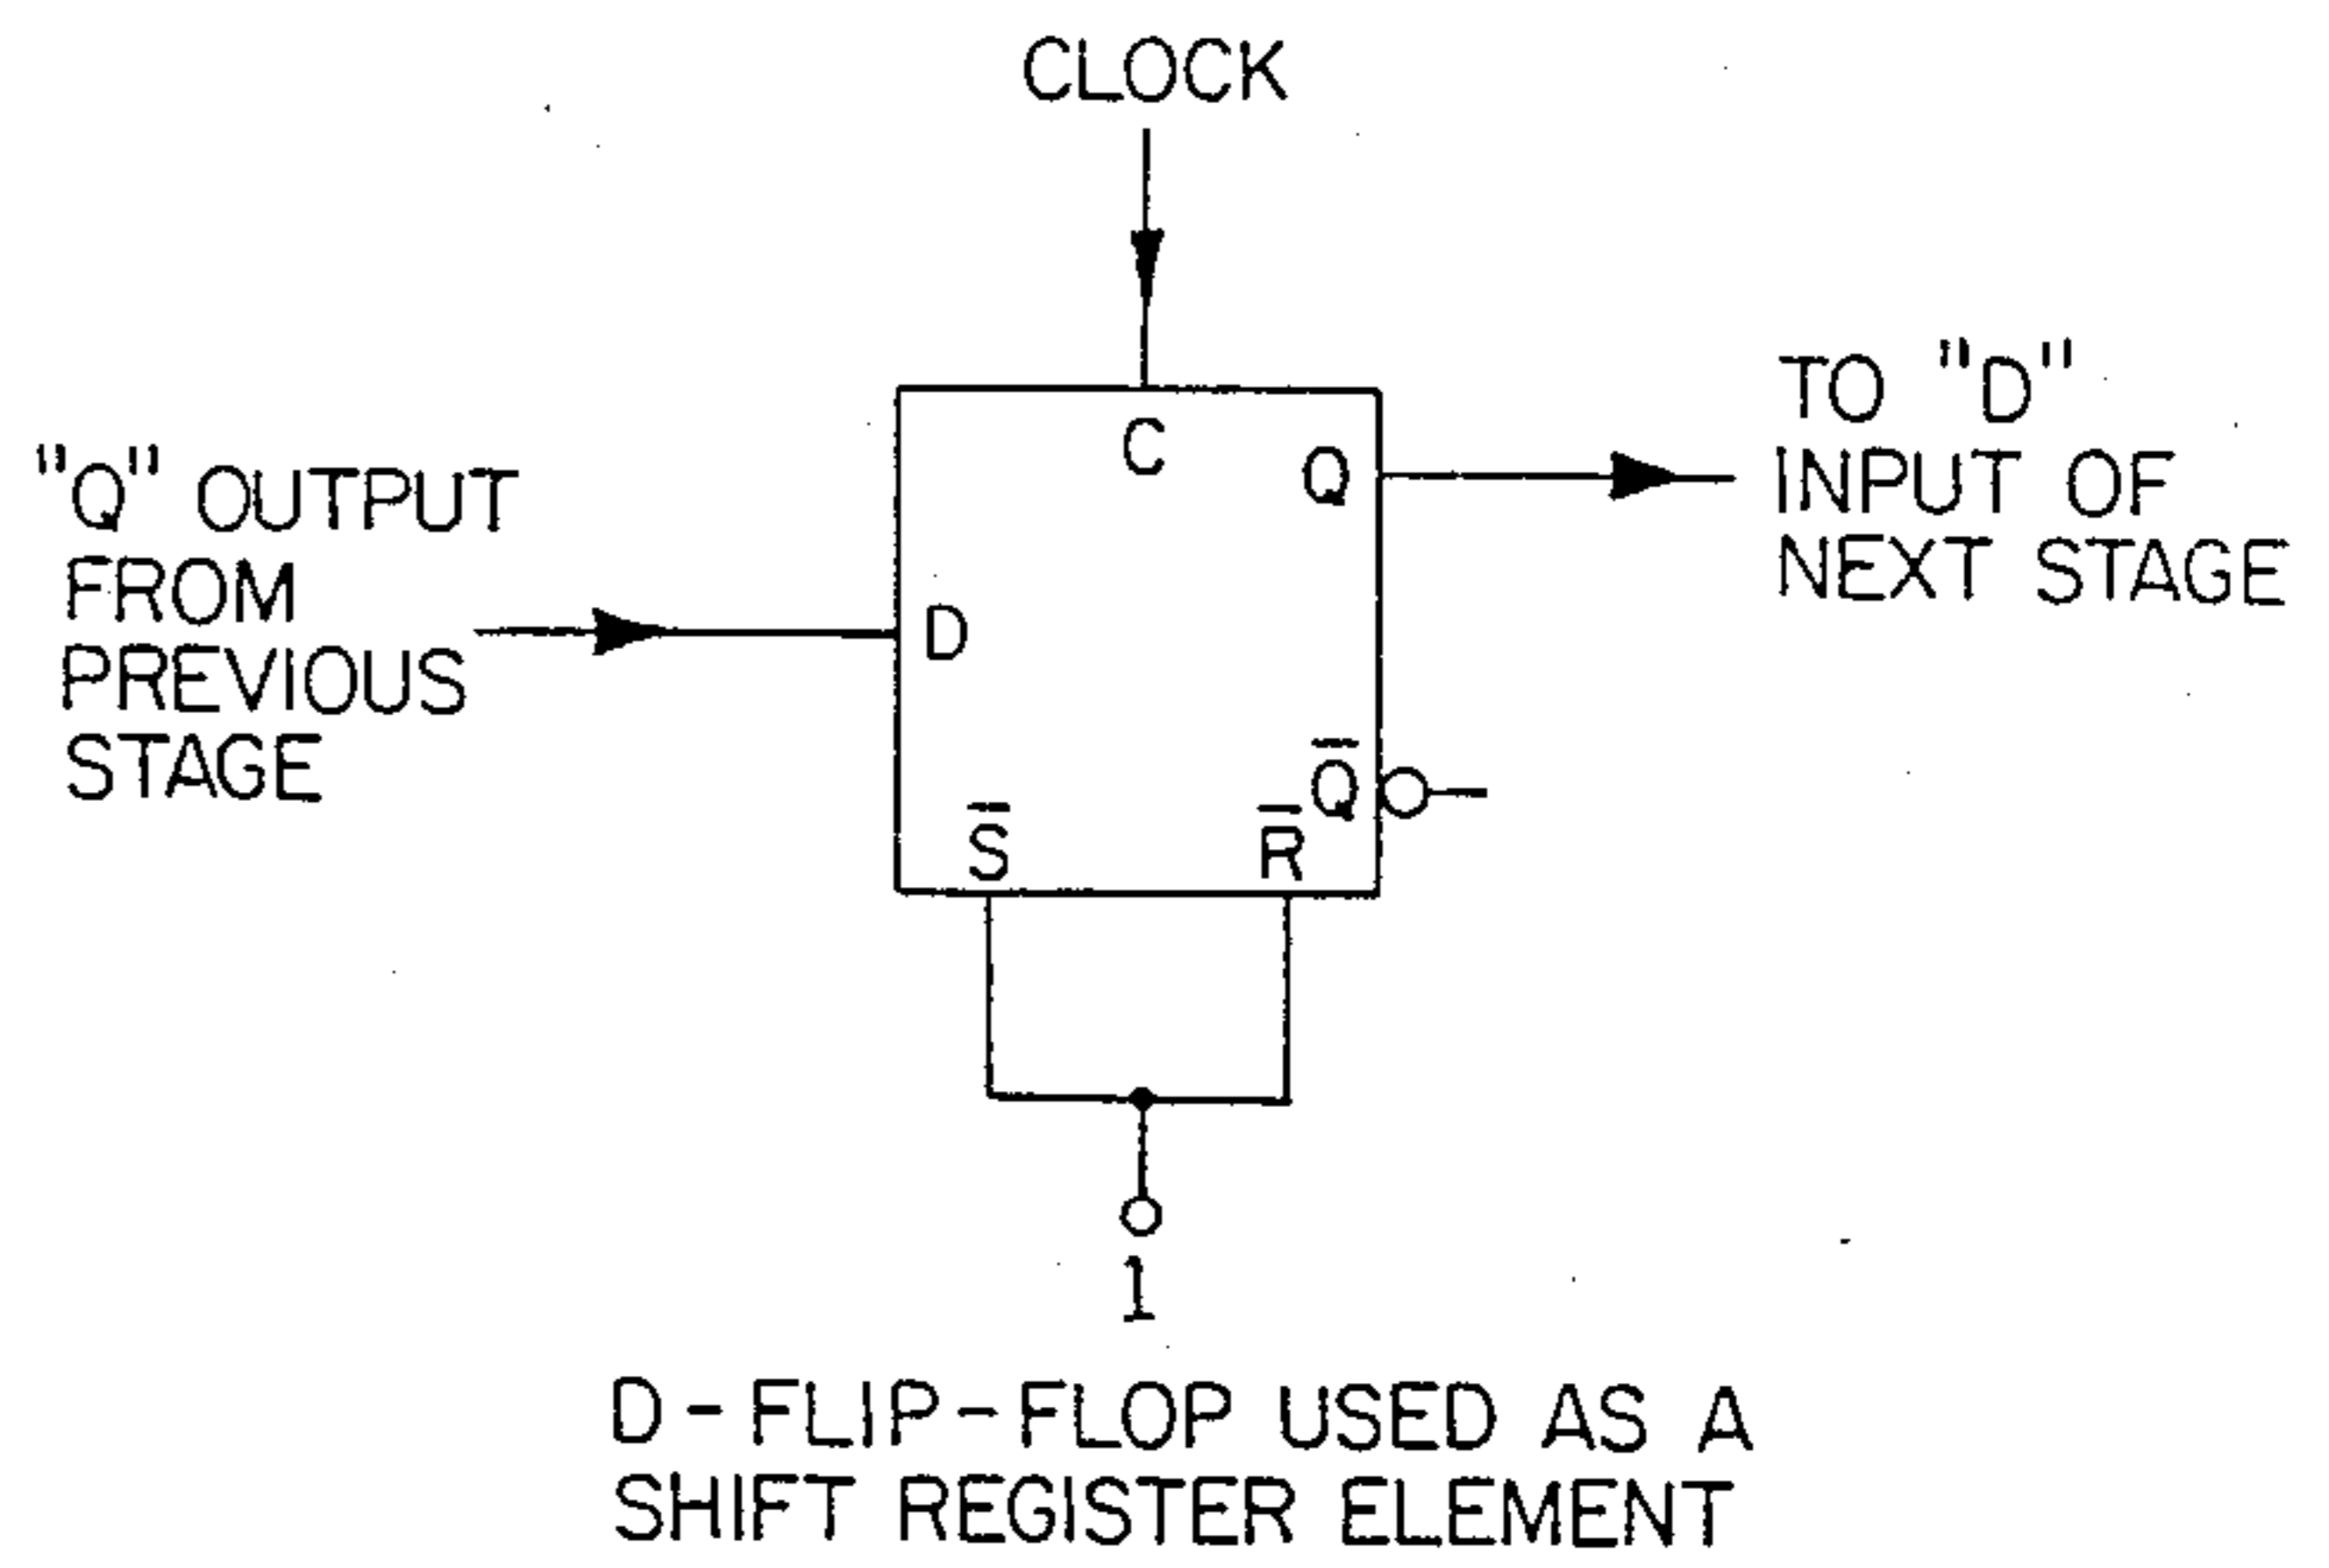 CLOCK
"Q" OUTPUT
FROM
PREVIOUS
STAGE
TO "D"
INPUT OF
NEXT STAGE
C
Q
D
Q̅
S̅
R̅
1
D-FLIP-FLOP USED AS A
SHIFT REGISTER ELEMENT